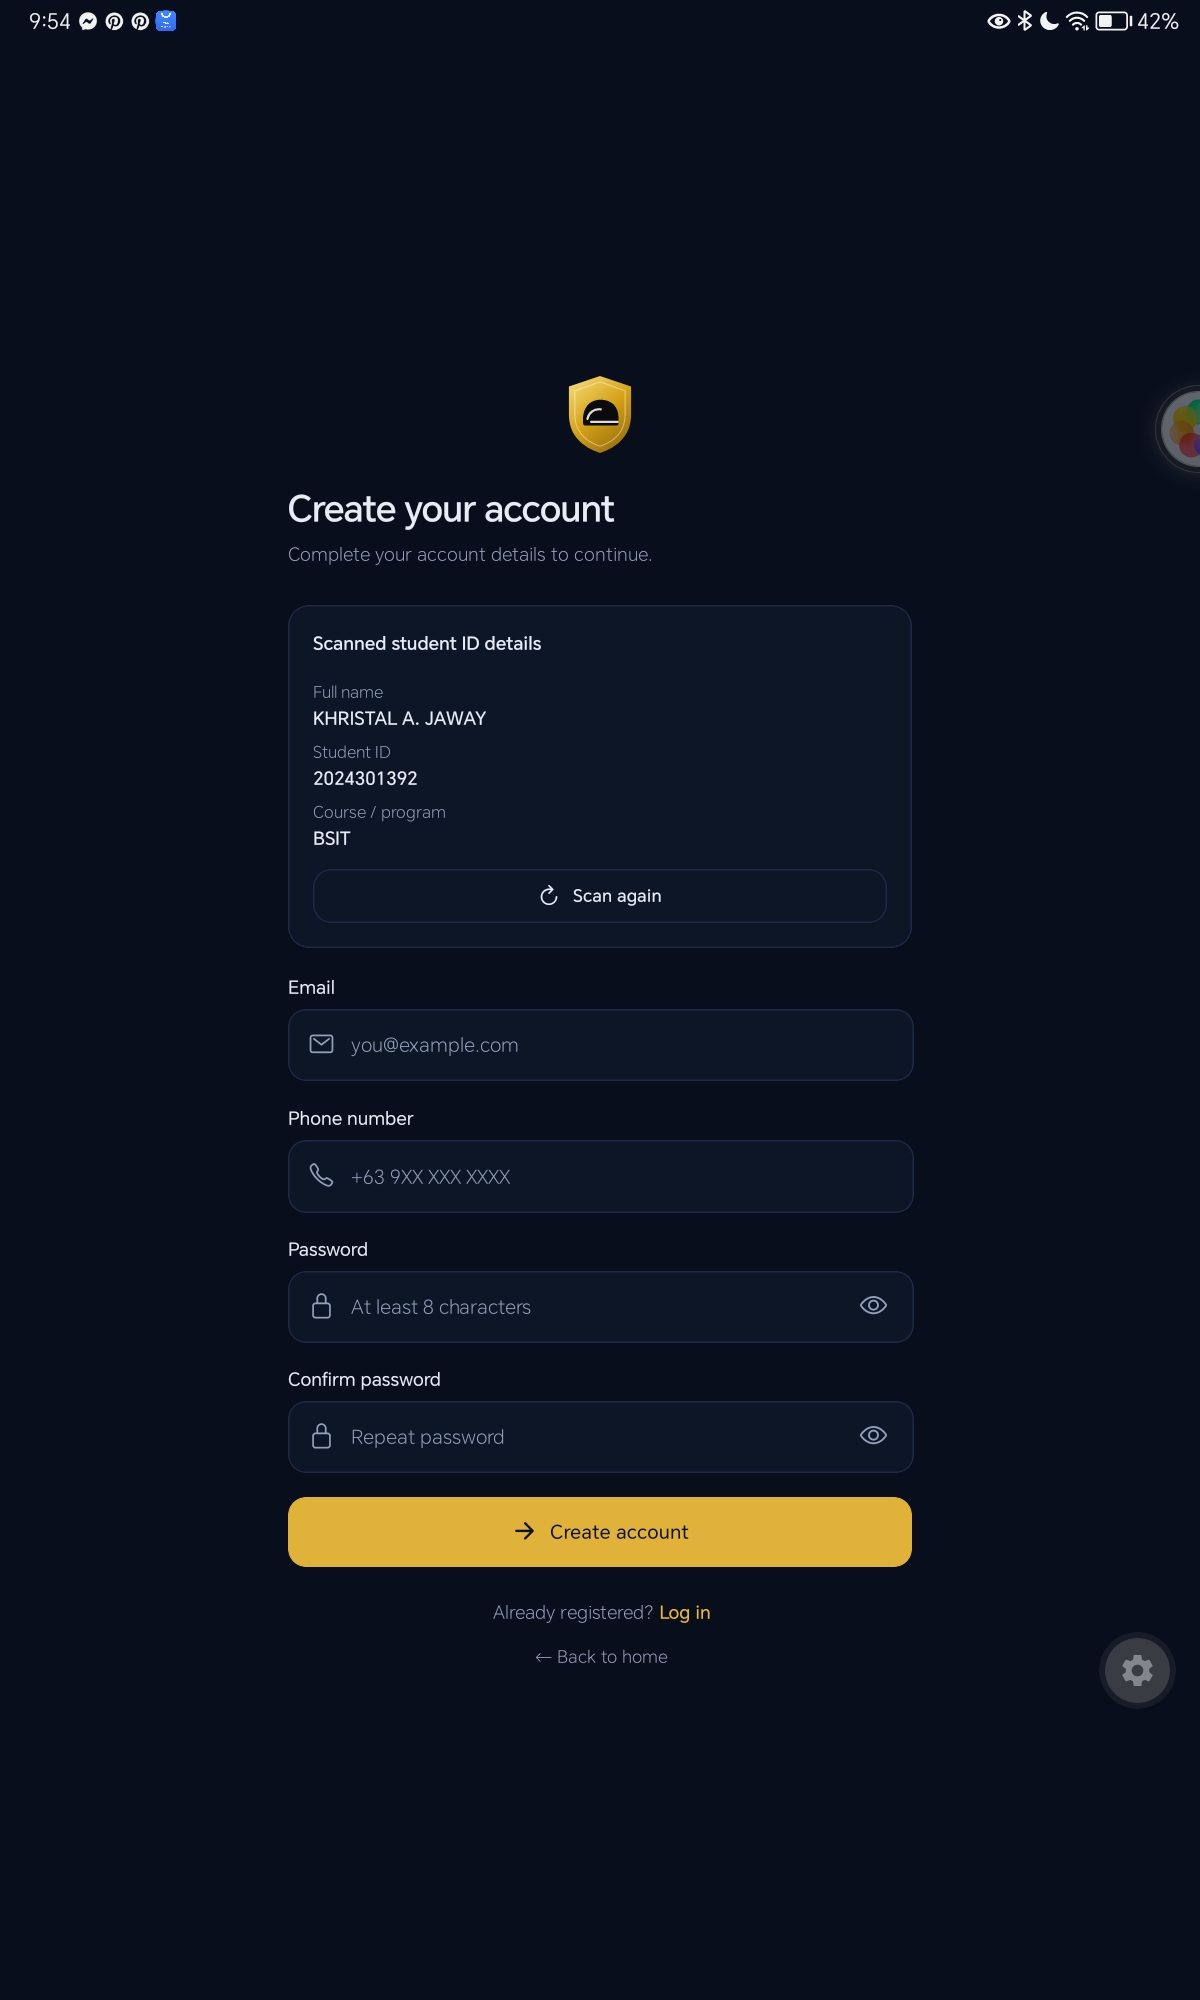 9:54
42%
Create your account
Complete your account details to continue.
Scanned student ID details
Full name
KHRISTAL A. JAWAY
Student ID
2024301392
Course / program
BSIT
Scan again
Email
you@example.com
Phone number
+63 9XX XXX XXXX
Password
At least 8 characters
Confirm password
Repeat password
→ Create account
Already registered? Log in
← Back to home